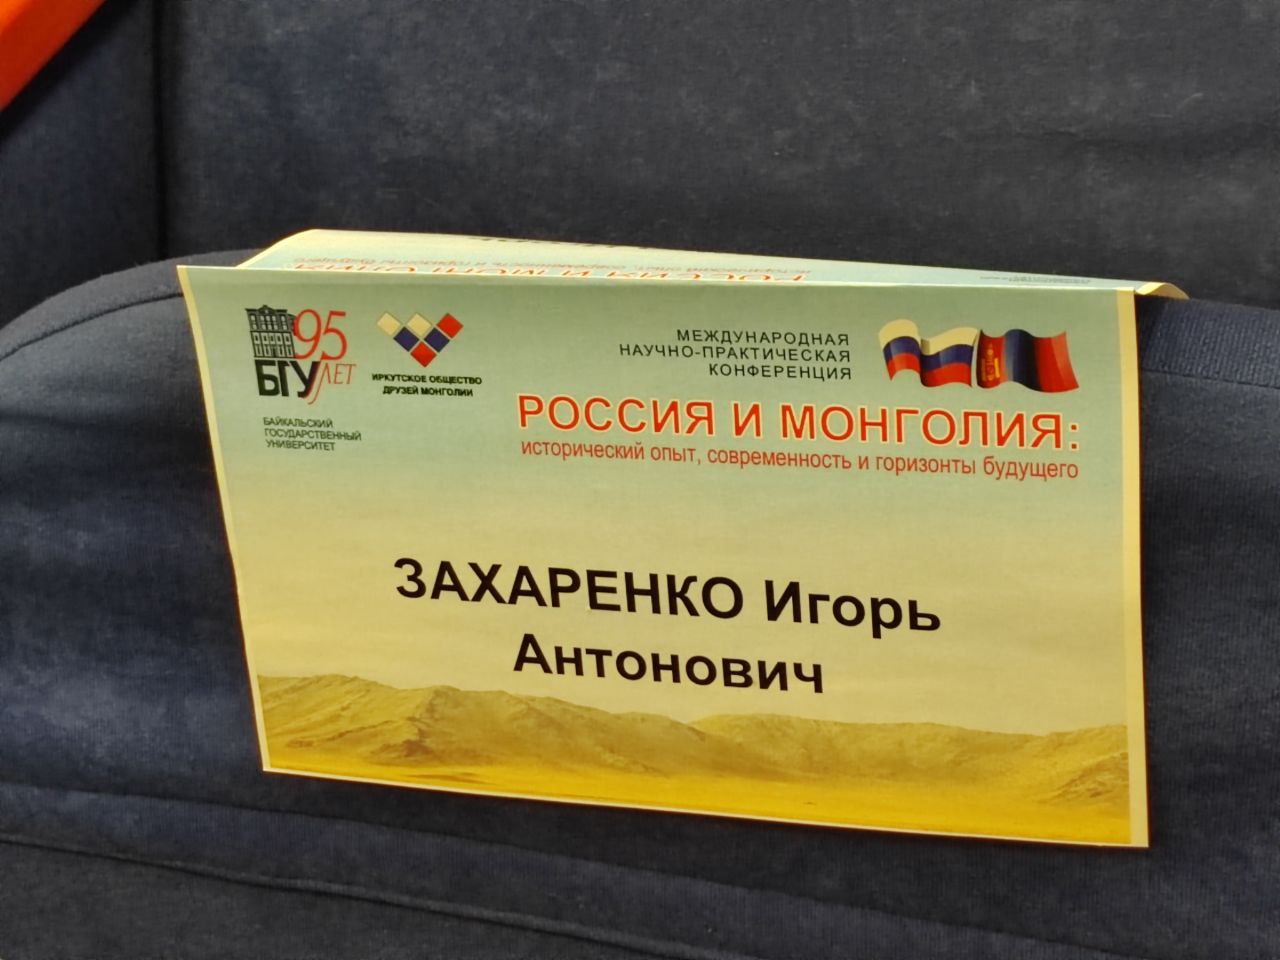 95
БГУ ЛЕТ
БАЙКАЛЬСКИЙ
ГОСУДАРСТВЕННЫЙ
УНИВЕРСИТЕТ
ИРКУТСКОЕ ОБЩЕСТВО
ДРУЗЕЙ МОНГОЛИИ
МЕЖДУНАРОДНАЯ
НАУЧНО-ПРАКТИЧЕСКАЯ
КОНФЕРЕНЦИЯ
РОССИЯ И МОНГОЛИЯ:
исторический опыт, современность и горизонты будущего
ЗАХАРЕНКО Игорь
Антонович